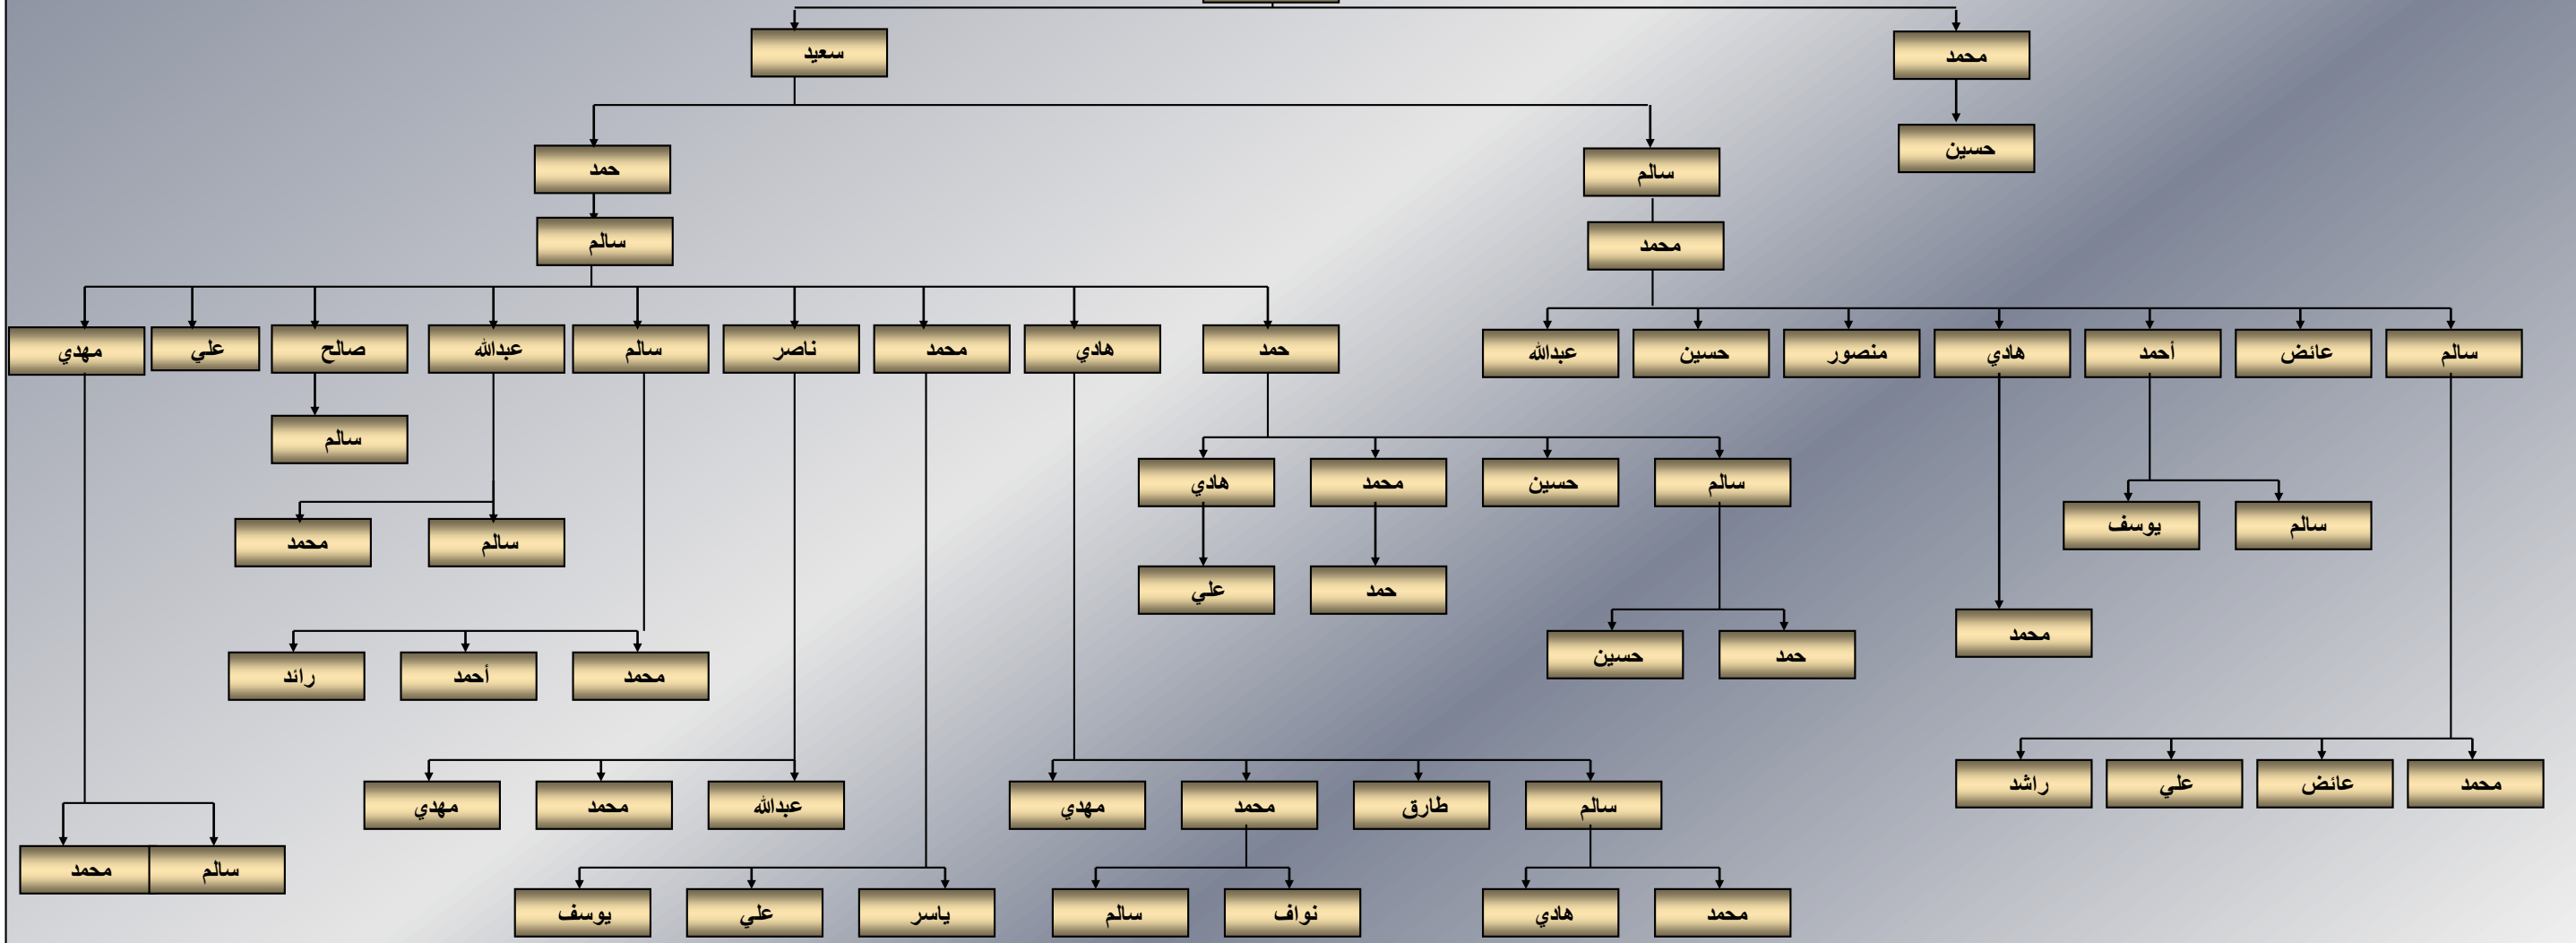 محمد
سعيد
حسين
سالم
حمد
محمد
سالم
سالم
عائض
أحمد
هادي
منصور
حسين
عبدالله
حمد
هادي
محمد
ناصر
سالم
عبدالله
صالح
علي
مهدي
سالم
سالم
حسين
محمد
هادي
سالم
يوسف
سالم
محمد
حمد
علي
محمد
حمد
حسين
محمد
أحمد
رائد
محمد
عائض
علي
راشد
سالم
طارق
محمد
مهدي
عبدالله
محمد
مهدي
سالم
محمد
محمد
هادي
نواف
سالم
ياسر
علي
يوسف